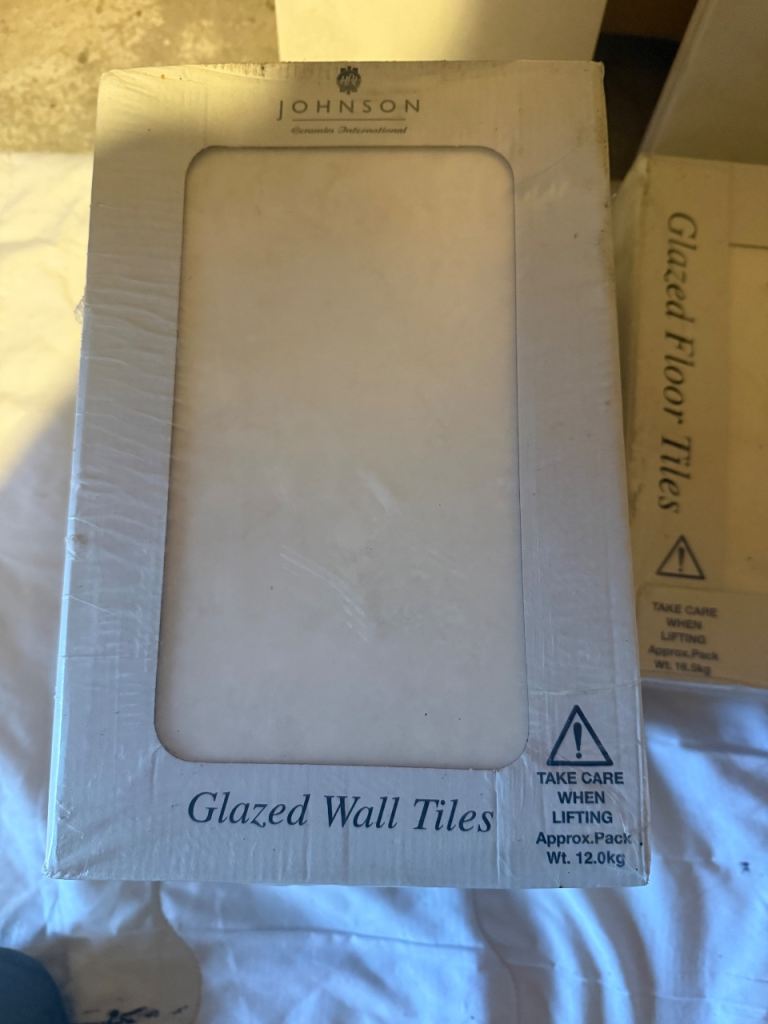 JOHNSON
Ceramics International
Glazed Wall Tiles
TAKE CARE
WHEN
LIFTING
Approx.Pack
Wt. 12.0kg
Glazed Floor Tiles
TAKE CARE
WHEN
LIFTING
Approx.Pack